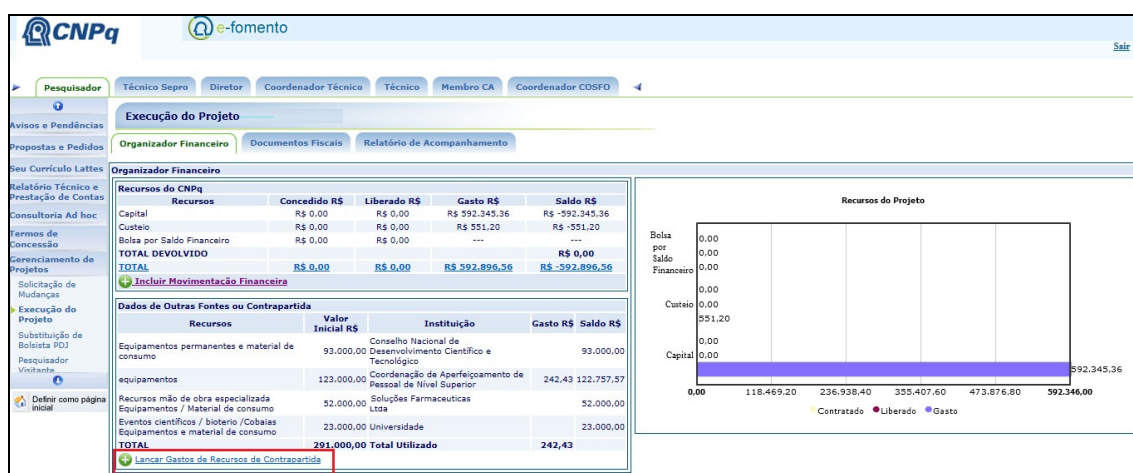 CNPq
e-fomento
Sair
Pesquisador Técnico Sepro Diretor Coordenador Técnico Técnico Membro CA Coordenador COSFO
Avisos e Pendências
Propostas e Pedidos
Seu Currículo Lattes
Relatório Técnico e
Prestação de Contas
Consultoria Ad hoc
Termos de
Concessão
Gerenciamento de
Projetos
Solicitação de
Mudanças
Execução do
Projeto
Substituição de
Bolsista PDJ
Pesquisador
Visitante
Definir como página
inicial
Execução do Projeto
Organizador Financeiro Documentos Fiscais Relatório de Acompanhamento
Organizador Financeiro
Recursos do CNPq
Recursos Concedido R$ Liberado R$ Gasto R$ Saldo R$
Capital R$ 0,00 R$ 0,00 R$ 592.345,36 R$ -592.345,36
Custeio R$ 0,00 R$ 0,00 R$ 551,20 R$ -551,20
Bolsa por Saldo Financeiro R$ 0,00 R$ 0,00 --- ---
TOTAL DEVOLVIDO R$ 0,00
TOTAL R$ 0,00 R$ 0,00 R$ 592.896,56 R$ -592.896,56
Incluir Movimentação Financeira
Dados de Outras Fontes ou Contrapartida
Recursos Valor Inicial R$ Instituição Gasto R$ Saldo R$
Equipamentos permanentes e material de consumo 93.000,00 Conselho Nacional de Desenvolvimento Científico e Tecnológico 93.000,00
equipamentos 123.000,00 Coordenação de Aperfeiçoamento de Pessoal de Nível Superior 242,43 122.757,57
Recursos mão de obra especializada Equipamentos / Material de consumo 52.000,00 Soluções Farmaceuticas Ltda 52.000,00
Eventos científicos / bioterio /Cobaias Equipamentos e material de consumo 23.000,00 Universidade 23.000,00
TOTAL 291.000,00 Total Utilizado 242,43
Lançar Gastos de Recursos de Contrapartida
Recursos do Projeto
Bolsa
por
Saldo
Financeiro
0,00
0,00
0,00
Custeio
0,00
0,00
551,20
Capital
0,00
0,00
592.345,36
0,00 118.469,20 236.938,40 355.407,60 473.876,80 592.346,00
Contratado Liberado Gasto